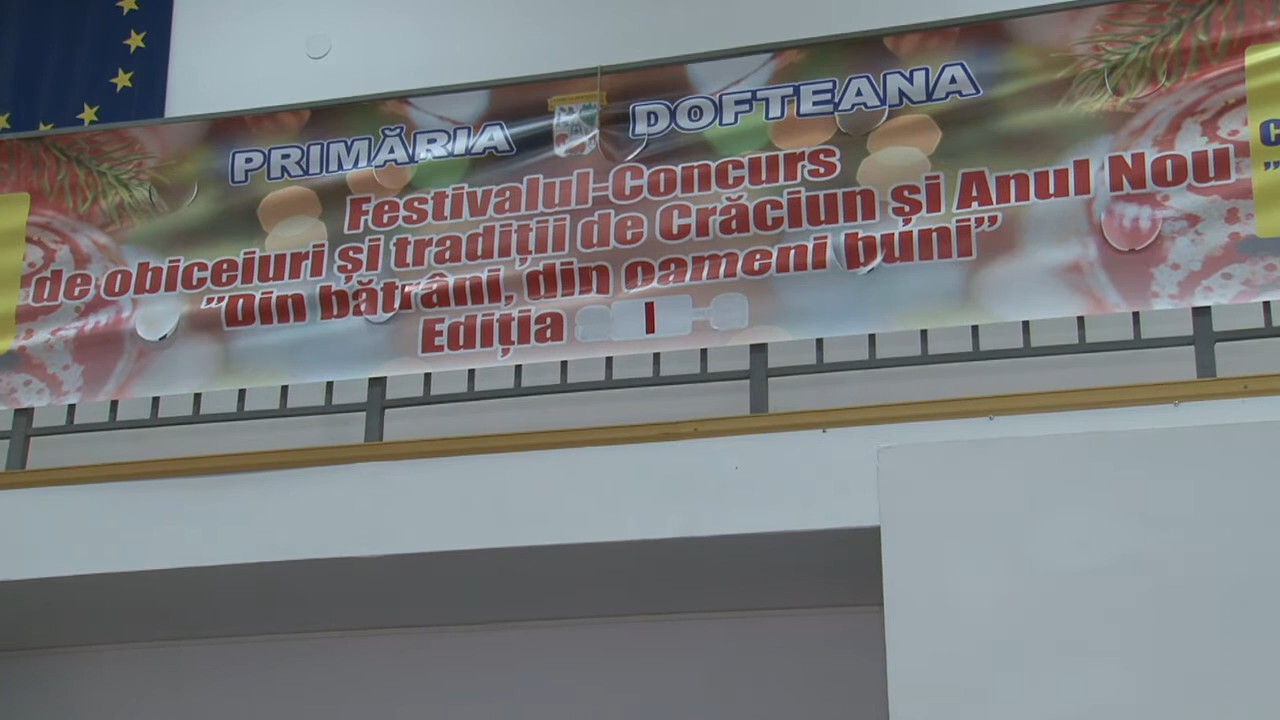 PRIMĂRIA DOFTEANA
Festivalul-Concurs
de obiceiuri și tradiții de Crăciun și Anul Nou
”Din bătrâni, din oameni buni”
Ediția I